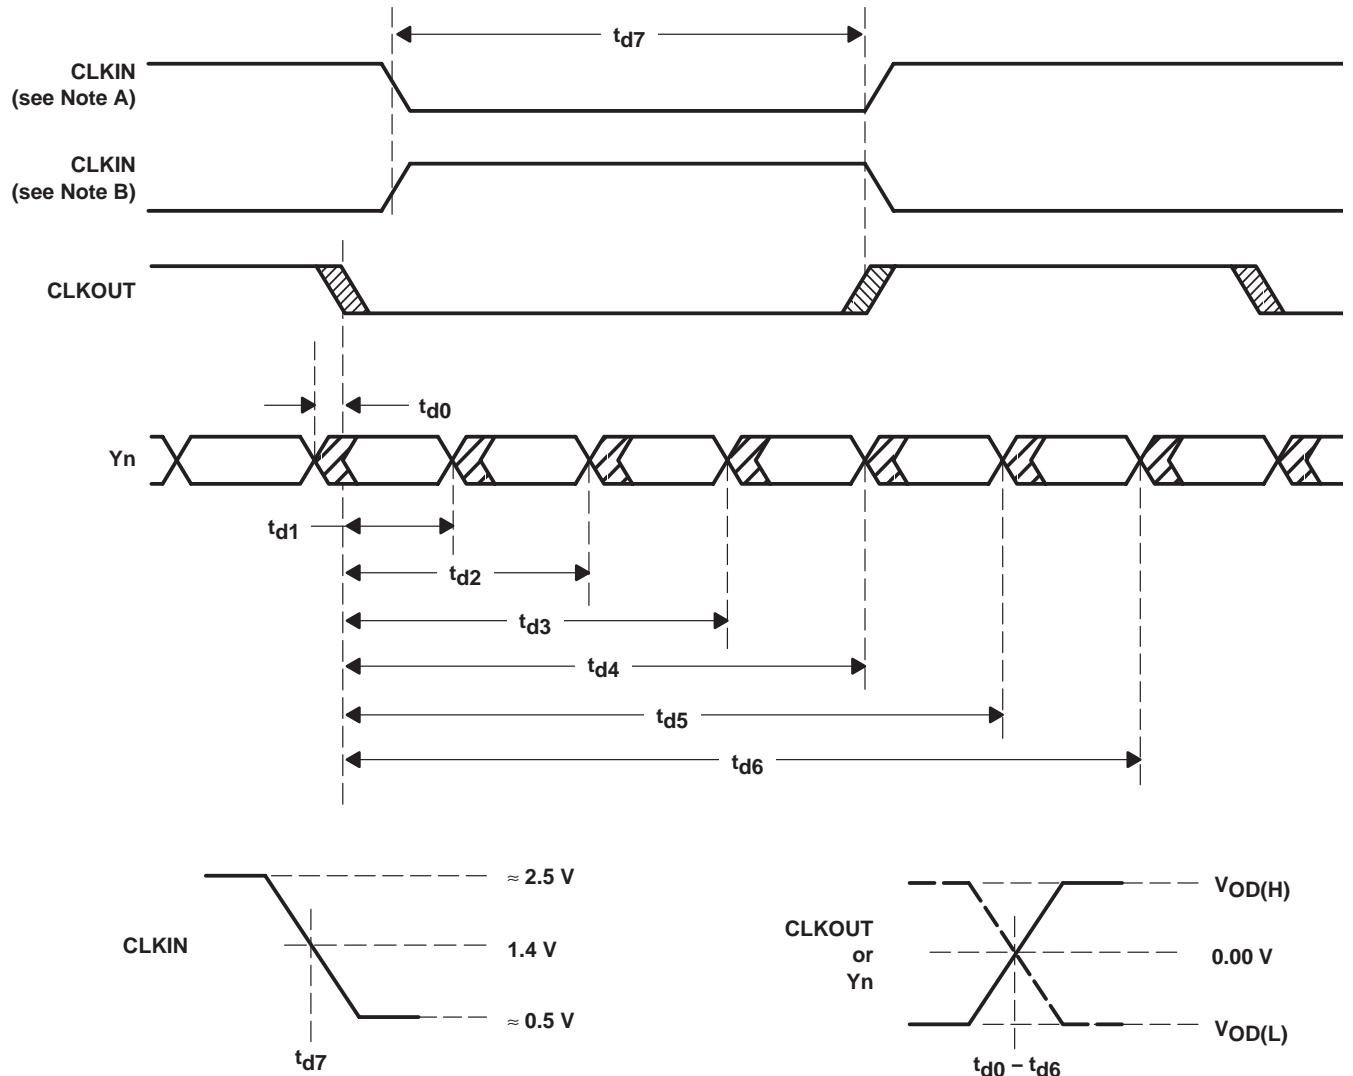 td7
CLKIN
(see Note A)
CLKIN
(see Note B)
CLKOUT
td0
Yn
td1
td2
td3
td4
td5
td6
≈ 2.5 V
CLKIN
1.4 V
≈ 0.5 V
td7
VOD(H)
CLKOUT
or
Yn
0.00 V
VOD(L)
td0 – td6